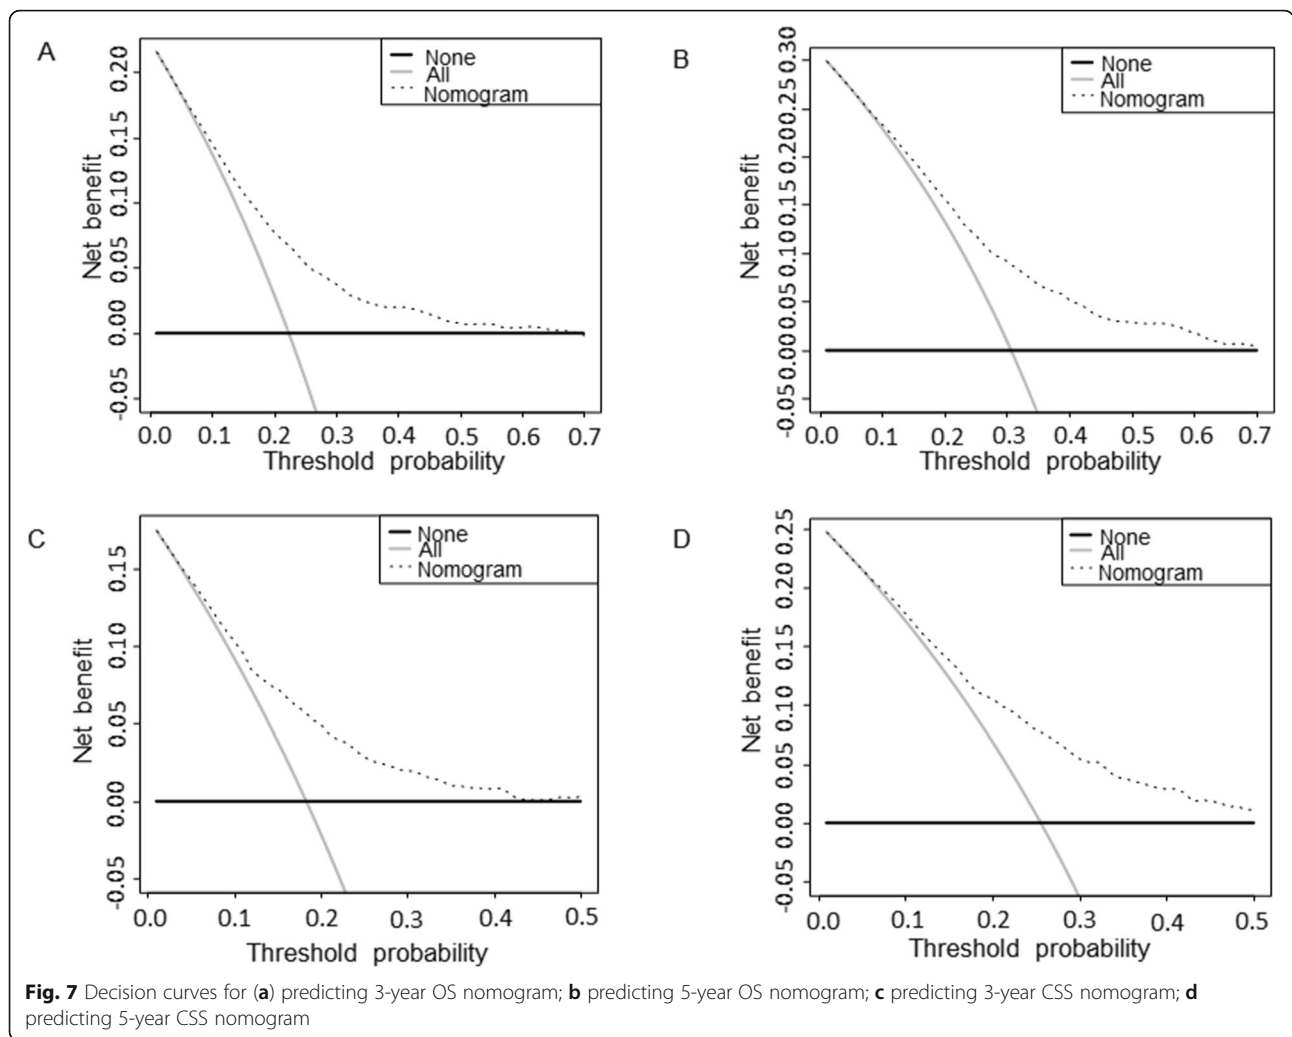 A
None
All
Nomogram
Net benefit
0.20
0.15
0.10
0.05
0.00
-0.05
0.0 0.1 0.2 0.3 0.4 0.5 0.6 0.7
Threshold probability
B
None
All
Nomogram
Net benefit
0.30
0.25
0.20
0.15
0.10
0.05
0.00
-0.05
0.0 0.1 0.2 0.3 0.4 0.5 0.6 0.7
Threshold probability
C
None
All
Nomogram
Net benefit
0.15
0.10
0.05
0.00
-0.05
0.0 0.1 0.2 0.3 0.4 0.5
Threshold probability
D
None
All
Nomogram
Net benefit
0.25
0.20
0.15
0.10
0.05
0.00
-0.05
0.0 0.1 0.2 0.3 0.4 0.5
Threshold probability
Fig. 7 Decision curves for (a) predicting 3-year OS nomogram; b predicting 5-year OS nomogram; c predicting 3-year CSS nomogram; d
predicting 5-year CSS nomogram